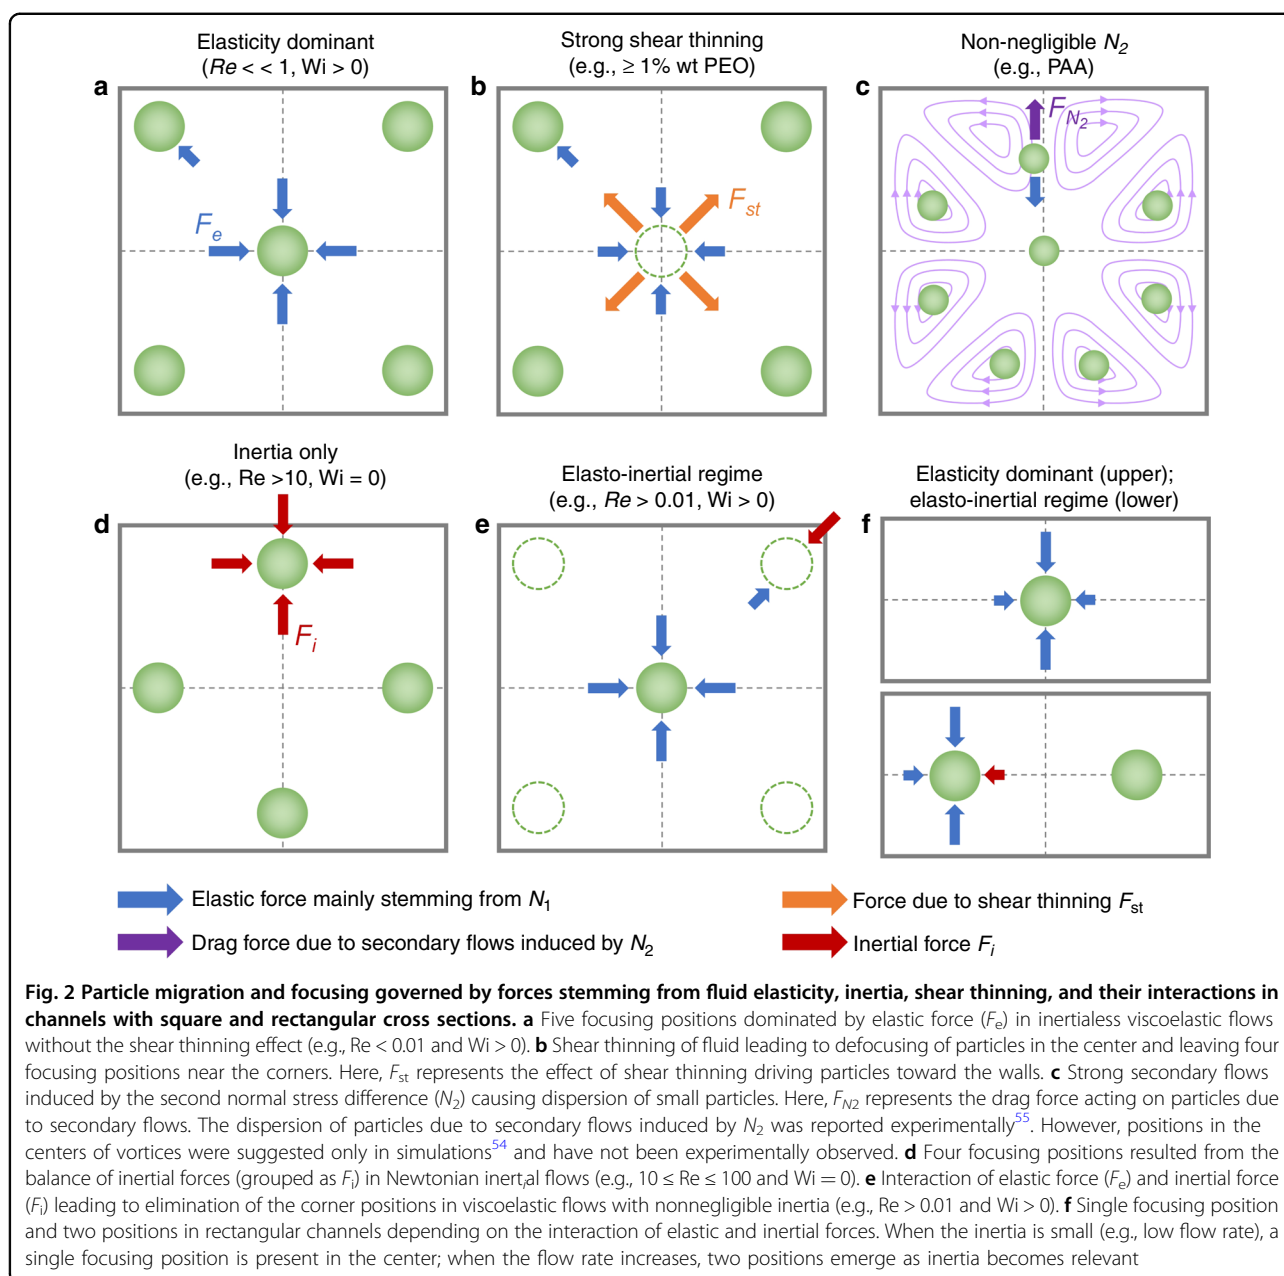 Elasticity dominant
(Re < < 1, Wi > 0)
Strong shear thinning
(e.g., ≥ 1% wt PEO)
Non-negligible N2
(e.g., PAA)
a
b
c
FN2
Fe
Fst
Inertia only
(e.g., Re >10, Wi = 0)
Elasto-inertial regime
(e.g., Re > 0.01, Wi > 0)
Elasticity dominant (upper);
elasto-inertial regime (lower)
d
e
f
Fi
Elastic force mainly stemming from N1
Force due to shear thinning Fst
Drag force due to secondary flows induced by N2
Inertial force Fi
Fig. 2 Particle migration and focusing governed by forces stemming from fluid elasticity, inertia, shear thinning, and their interactions in
channels with square and rectangular cross sections. a Five focusing positions dominated by elastic force (Fe) in inertialess viscoelastic flows
without the shear thinning effect (e.g., Re < 0.01 and Wi > 0). b Shear thinning of fluid leading to defocusing of particles in the center and leaving four
focusing positions near the corners. Here, Fst represents the effect of shear thinning driving particles toward the walls. c Strong secondary flows
induced by the second normal stress difference (N2) causing dispersion of small particles. Here, FN2 represents the drag force acting on particles due
to secondary flows. The dispersion of particles due to secondary flows induced by N2 was reported experimentally55. However, positions in the
centers of vortices were suggested only in simulations54 and have not been experimentally observed. d Four focusing positions resulted from the
balance of inertial forces (grouped as Fi) in Newtonian inert,al flows (e.g., 10 ≤ Re ≤ 100 and Wi = 0). e Interaction of elastic force (Fe) and inertial force
(Fi) leading to elimination of the corner positions in viscoelastic flows with nonnegligible inertia (e.g., Re > 0.01 and Wi > 0). f Single focusing position
and two positions in rectangular channels depending on the interaction of elastic and inertial forces. When the inertia is small (e.g., low flow rate), a
single focusing position is present in the center; when the flow rate increases, two positions emerge as inertia becomes relevant